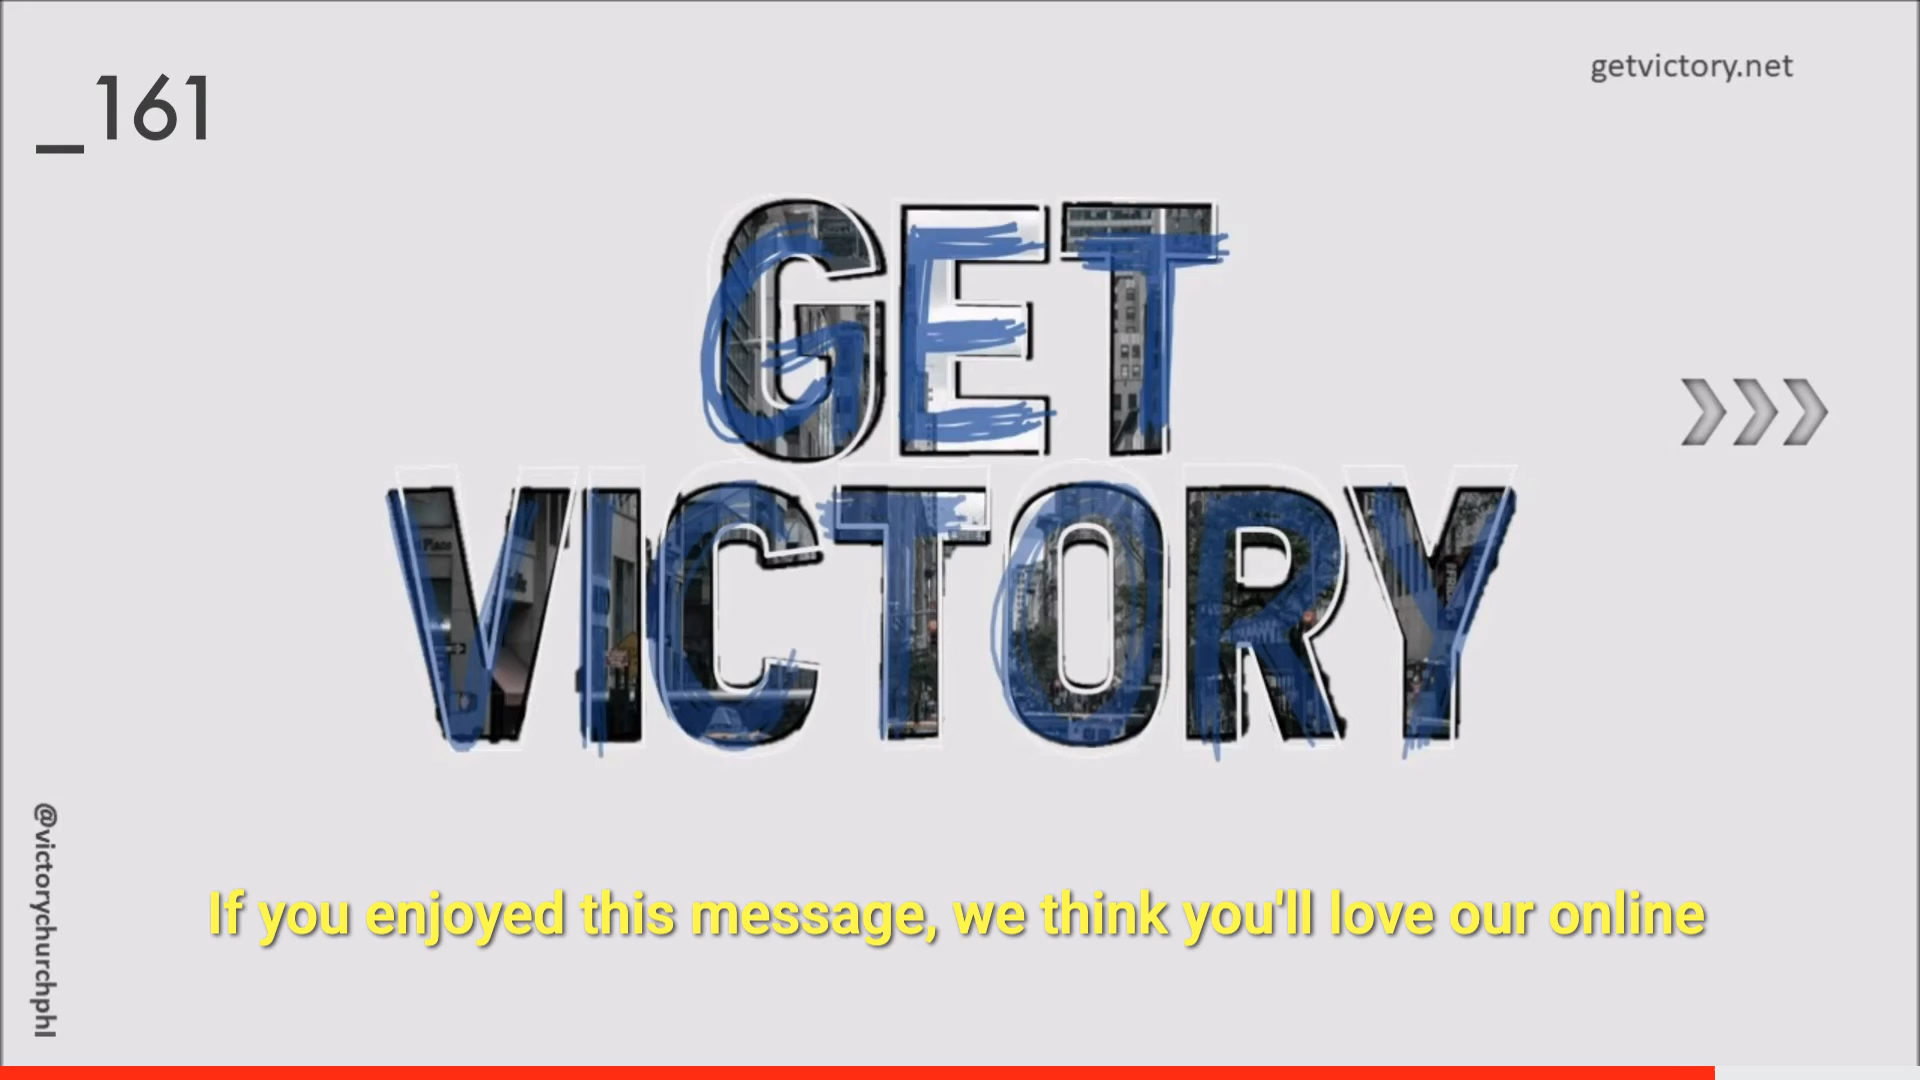 _161
getvictory.net
GET
VICTORY
@victorychurchphl
If you enjoyed this message, we think you'll love our online